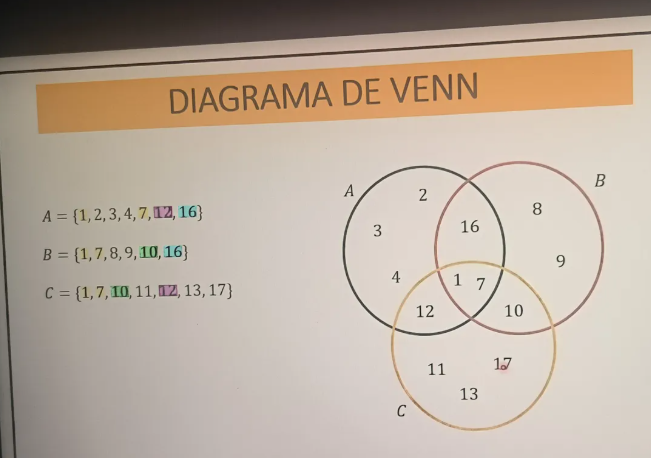 DIAGRAMA DE VENN
A = {1, 2, 3, 4, 7, 12, 16}
B = {1, 7, 8, 9, 10, 16}
C = {1, 7, 10, 11, 12, 13, 17}
A
B
2
8
3
16
9
4
1 7
12
10
11
17
13
C